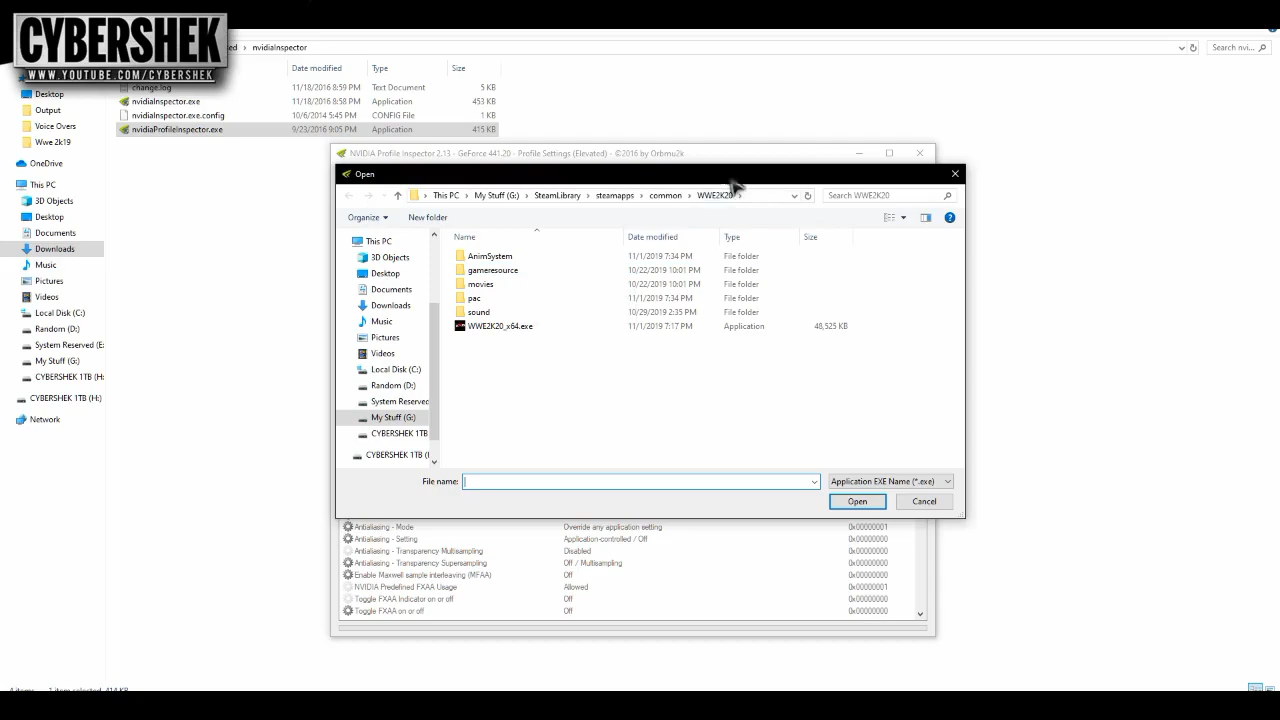 CYBERSHEK
WWW.YOUTUBE.COM/CYBERSHEK
nvidiaInspector
Search nvi...
Date modified Type Size
change.log 11/18/2016 8:59 PM Text Document 5 KB
nvidiaInspector.exe 11/18/2016 8:58 PM Application 453 KB
nvidiaInspector.exe.config 10/6/2014 5:45 PM CONFIG File 1 KB
nvidiaProfileInspector.exe 9/23/2016 9:05 PM Application 415 KB
Desktop
Output
Voice Overs
Wwe 2k19
OneDrive
This PC
3D Objects
Desktop
Documents
Downloads
Music
Pictures
Videos
Local Disk (C:)
Random (D:)
System Reserved (E:
My Stuff (G:)
CYBERSHEK 1TB (H:
CYBERSHEK 1TB (H:)
Network
NVIDIA Profile Inspector 2.13 - GeForce 441.20 - Profile Settings (Elevated) - ©2016 by Orbmu2k
Open
This PC › My Stuff (G:) › SteamLibrary › steamapps › common › WWE2K20 ›
Search WWE2K20
Organize New folder
Name Date modified Type Size
AnimSystem 11/1/2019 7:34 PM File folder
gameresource 10/22/2019 10:01 PM File folder
movies 10/22/2019 10:01 PM File folder
pac 11/1/2019 7:34 PM File folder
sound 10/29/2019 2:35 PM File folder
WWE2K20_x64.exe 11/1/2019 7:17 PM Application 48,525 KB
This PC
3D Objects
Desktop
Documents
Downloads
Music
Pictures
Videos
Local Disk (C:)
Random (D:)
System Reserved
My Stuff (G:)
CYBERSHEK 1TB
CYBERSHEK 1TB (
File name:
Application EXE Name (*.exe)
Open Cancel
Antialiasing - Mode Override any application setting 0x00000001
Antialiasing - Setting Application-controlled / Off 0x00000000
Antialiasing - Transparency Multisampling Disabled 0x00000000
Antialiasing - Transparency Supersampling Off / Multisampling 0x00000000
Enable Maxwell sample interleaving (MFAA) Off 0x00000000
NVIDIA Predefined FXAA Usage Allowed 0x00000001
Toggle FXAA Indicator on or off Off 0x00000000
Toggle FXAA on or off Off 0x00000000